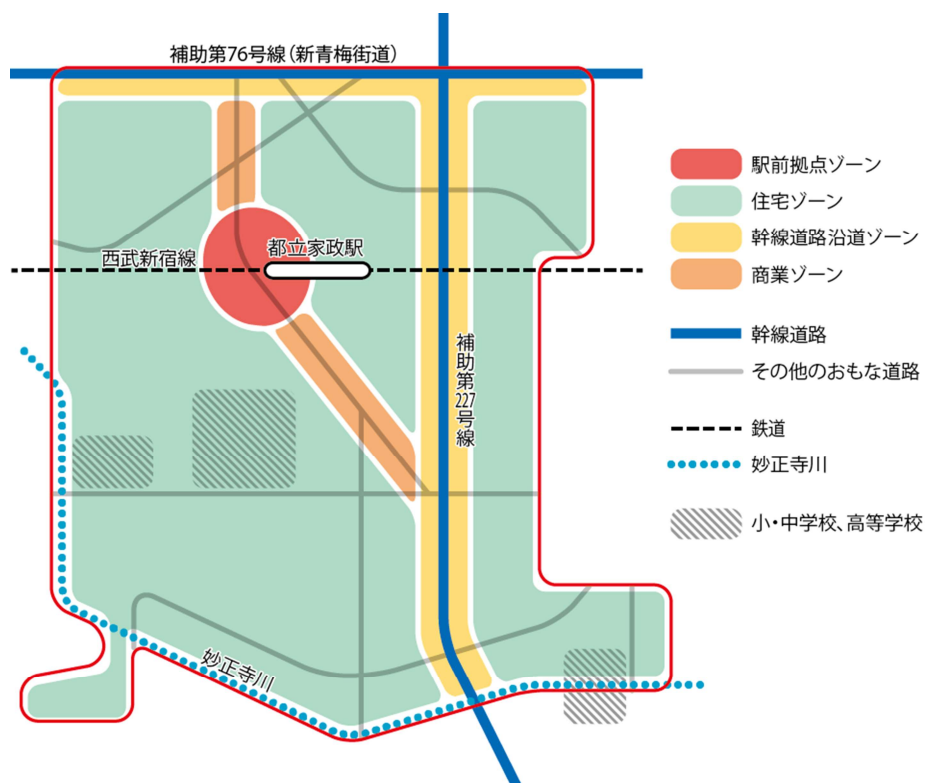 補助第76号線（新青梅街道）
西武新宿線
都立家政駅
補助第227号線
妙正寺川
駅前拠点ゾーン
住宅ゾーン
幹線道路沿道ゾーン
商業ゾーン
幹線道路
その他のおもな道路
鉄道
妙正寺川
小・中学校、高等学校